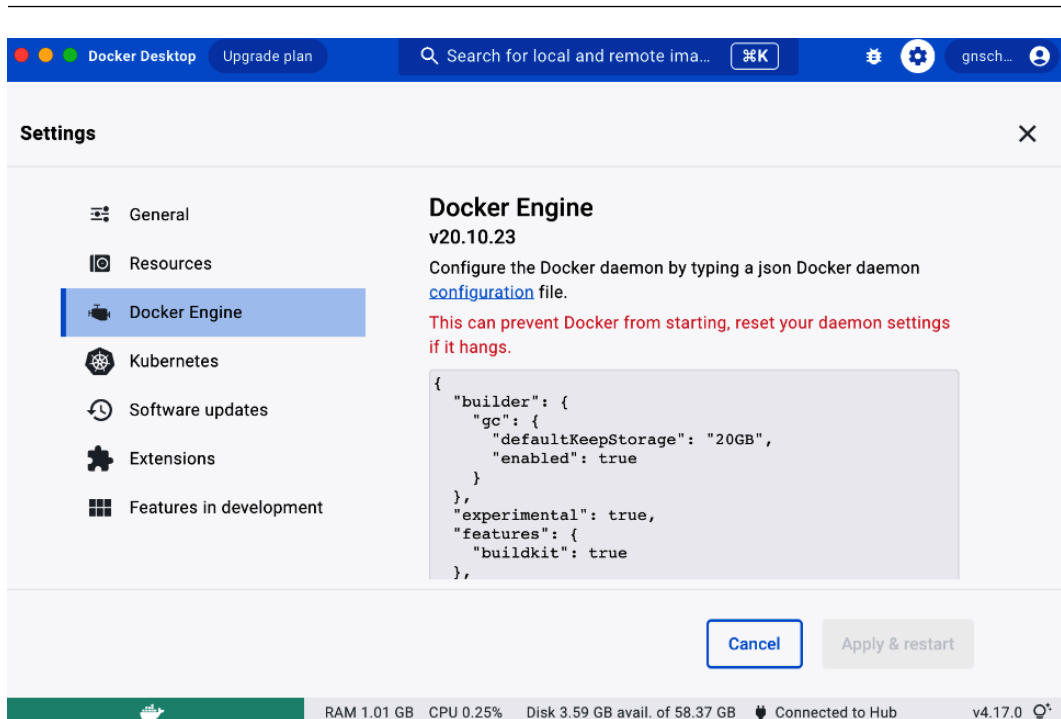 Docker Desktop Upgrade plan Search for local and remote ima... ⌘K gnsch...
Settings
General
Resources
Docker Engine
Kubernetes
Software updates
Extensions
Features in development
Docker Engine
v20.10.23
Configure the Docker daemon by typing a json Docker daemon
configuration file.
This can prevent Docker from starting, reset your daemon settings
if it hangs.
{
  "builder": {
    "gc": {
      "defaultKeepStorage": "20GB",
      "enabled": true
    }
  },
  "experimental": true,
  "features": {
    "buildkit": true
  },
Cancel Apply & restart
RAM 1.01 GB CPU 0.25% Disk 3.59 GB avail. of 58.37 GB Connected to Hub v4.17.0